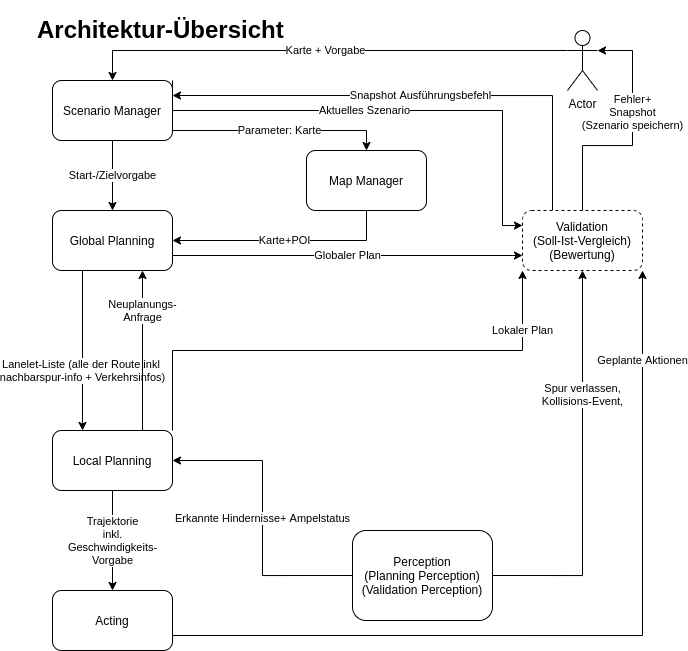 Architektur-Übersicht
Karte + Vorgabe
Actor
Fehler+
Snapshot
(Szenario speichern)
Scenario Manager
Snapshot Ausführungsbefehl
Aktuelles Szenario
Parameter: Karte
Start-/Zielvorgabe
Map Manager
Global Planning
Karte+POI
Globaler Plan
Validation
(Soll-Ist-Vergleich)
(Bewertung)
Neuplanungs-
Anfrage
Lokaler Plan
Lanelet-Liste (alle der Route inkl
nachbarspur-info + Verkehrsinfos)
Geplante Aktionen
Spur verlassen,
Kollisions-Event,
Local Planning
Erkannte Hindernisse+ Ampelstatus
Trajektorie
inkl.
Geschwindigkeits-
Vorgabe
Perception
(Planning Perception)
(Validation Perception)
Acting